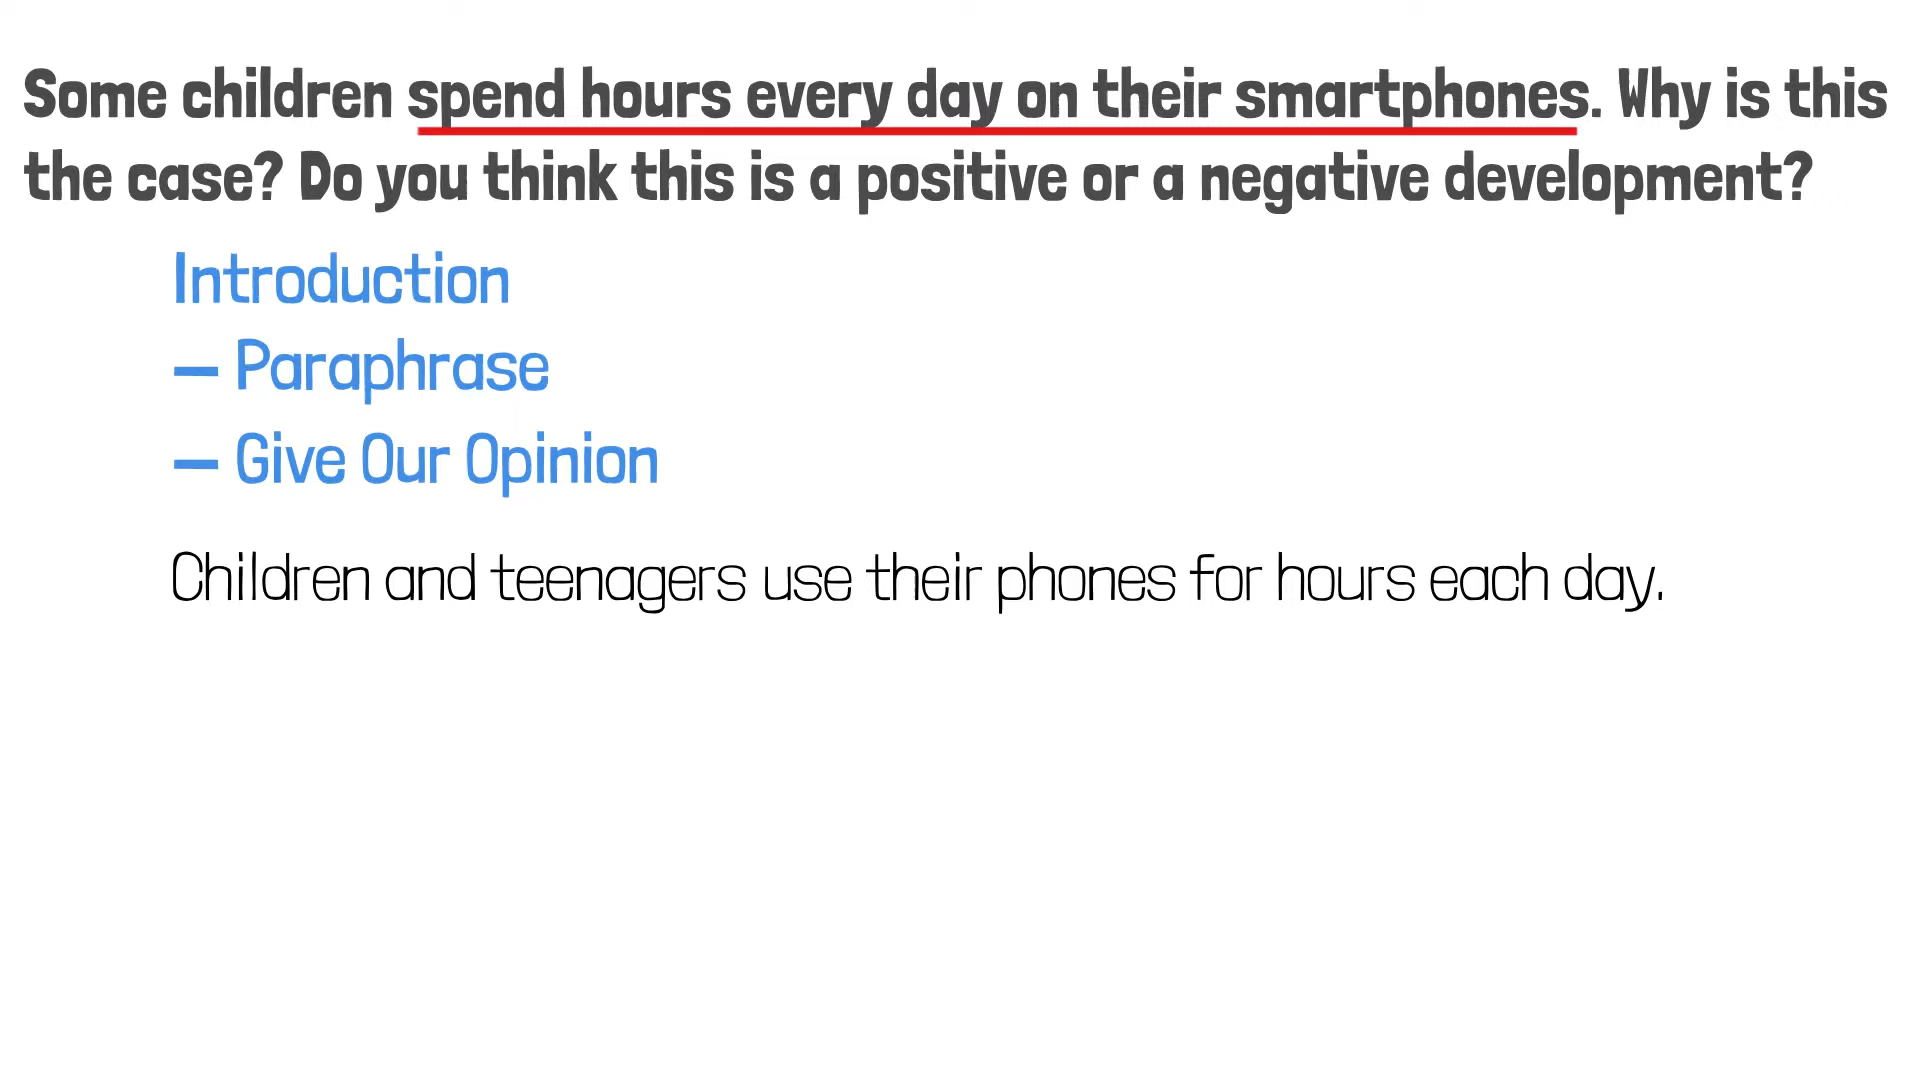 Some children spend hours every day on their smartphones. Why is this
the case? Do you think this is a positive or a negative development?
Introduction
– Paraphrase
– Give Our Opinion
Children and teenagers use their phones for hours each day.